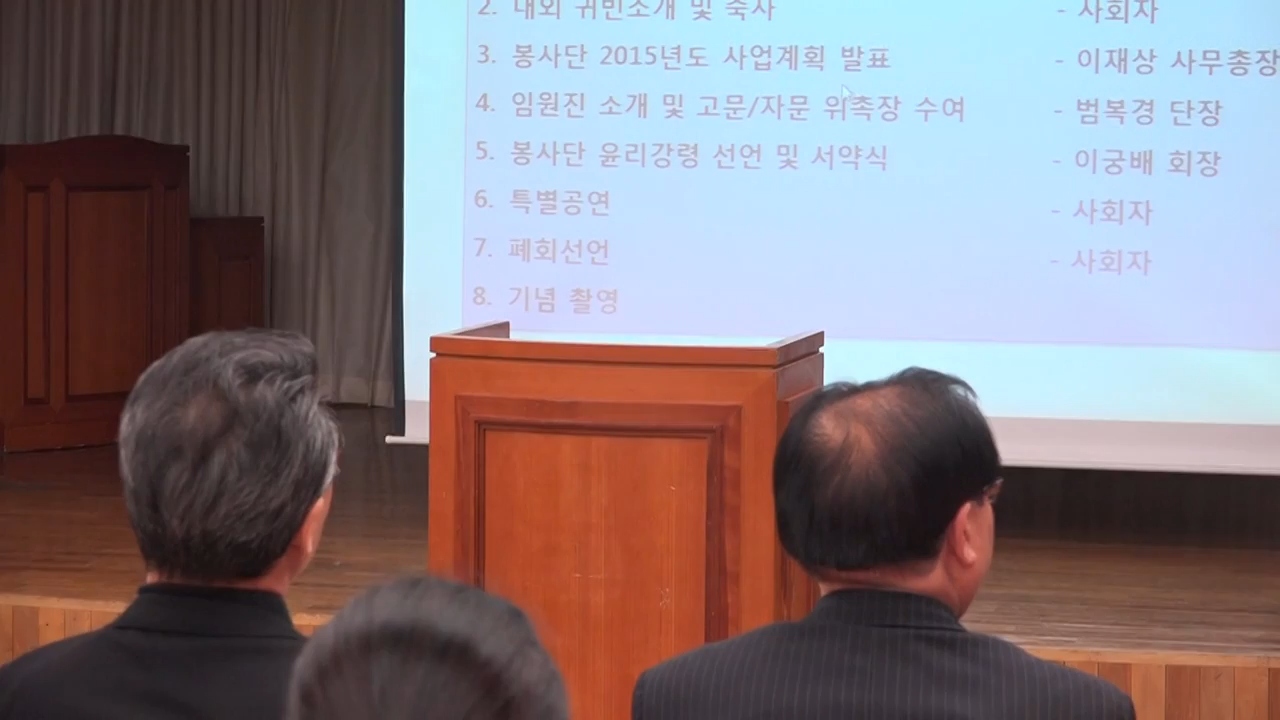 2. 내외 귀빈소개 및 축사 - 사회자
3. 봉사단 2015년도 사업계획 발표 - 이재상 사무총장
4. 임원진 소개 및 고문/자문 위촉장 수여 - 범복경 단장
5. 봉사단 윤리강령 선언 및 서약식 - 이궁배 회장
6. 특별공연 - 사회자
7. 폐회선언 - 사회자
8. 기념 촬영